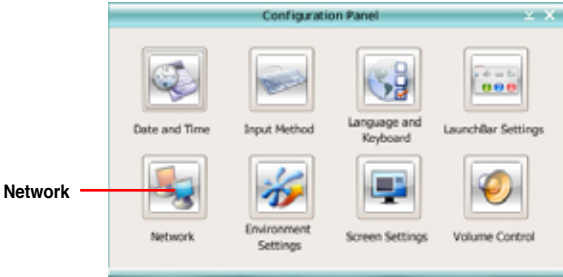 Configuration Panel
Date and Time
Input Method
Language and
Keyboard
LaunchBar Settings
Network
Network
Environment
Settings
Screen Settings
Volume Control